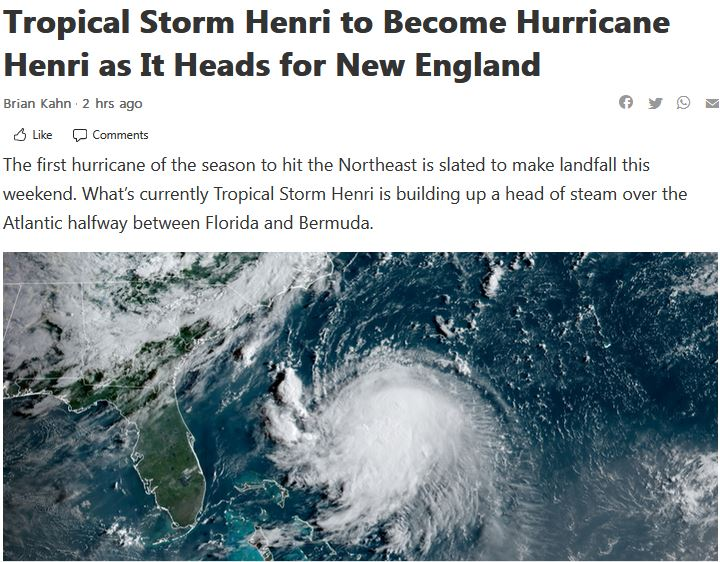 Tropical Storm Henri to Become Hurricane
Henri as It Heads for New England
Brian Kahn · 2 hrs ago
Like Comments
The first hurricane of the season to hit the Northeast is slated to make landfall this
weekend. What’s currently Tropical Storm Henri is building up a head of steam over the
Atlantic halfway between Florida and Bermuda.